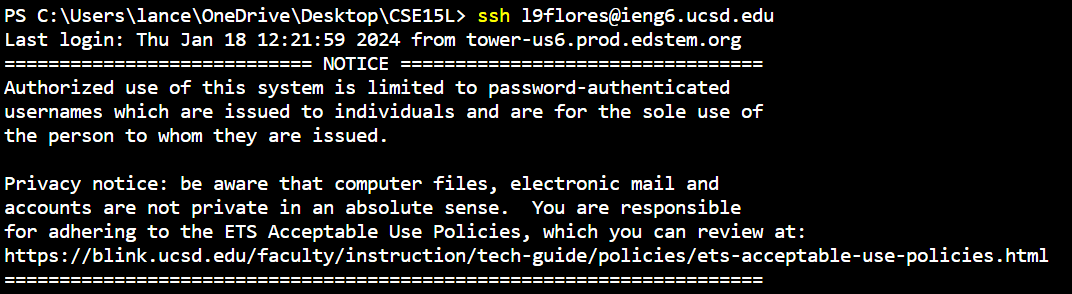 PS C:\Users\lance\OneDrive\Desktop\CSE15L> ssh l9flores@ieng6.ucsd.edu
Last login: Thu Jan 18 12:21:59 2024 from tower-us6.prod.edstem.org
============================ NOTICE =================================
Authorized use of this system is limited to password-authenticated
usernames which are issued to individuals and are for the sole use of
the person to whom they are issued.

Privacy notice: be aware that computer files, electronic mail and
accounts are not private in an absolute sense.  You are responsible
for adhering to the ETS Acceptable Use Policies, which you can review at:
https://blink.ucsd.edu/faculty/instruction/tech-guide/policies/ets-acceptable-use-policies.html
=====================================================================